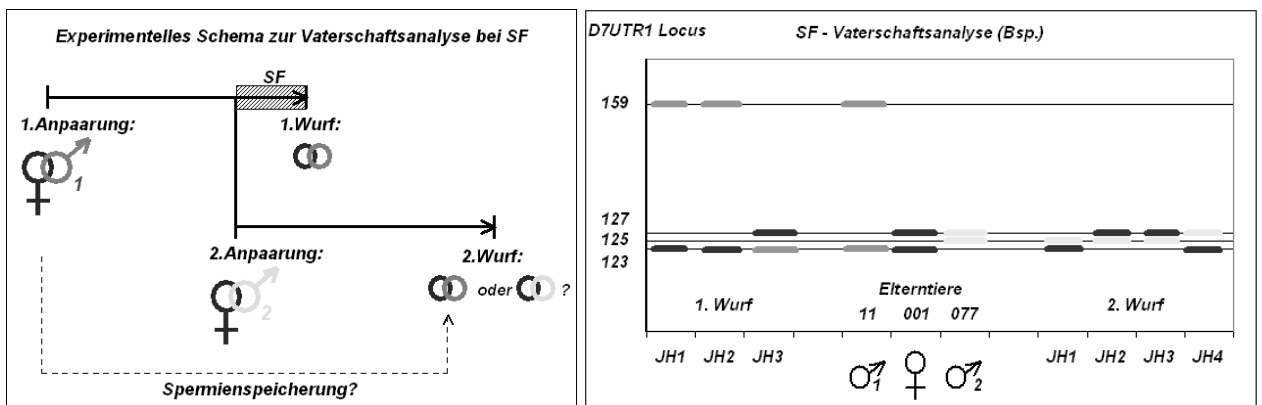 Experimentelles Schema zur Vaterschaftsanalyse bei SF
SF
1.Anpaarung:
1.Wurf:
1
2.Anpaarung:
2.Wurf:
2
oder
?
Spermienspeicherung?
D7UTR1 Locus
SF - Vaterschaftsanalyse (Bsp.)
159
127
125
123
1. Wurf
Elterntiere
2. Wurf
11 001 077
JH1 JH2 JH3
JH1 JH2 JH3 JH4
1
2